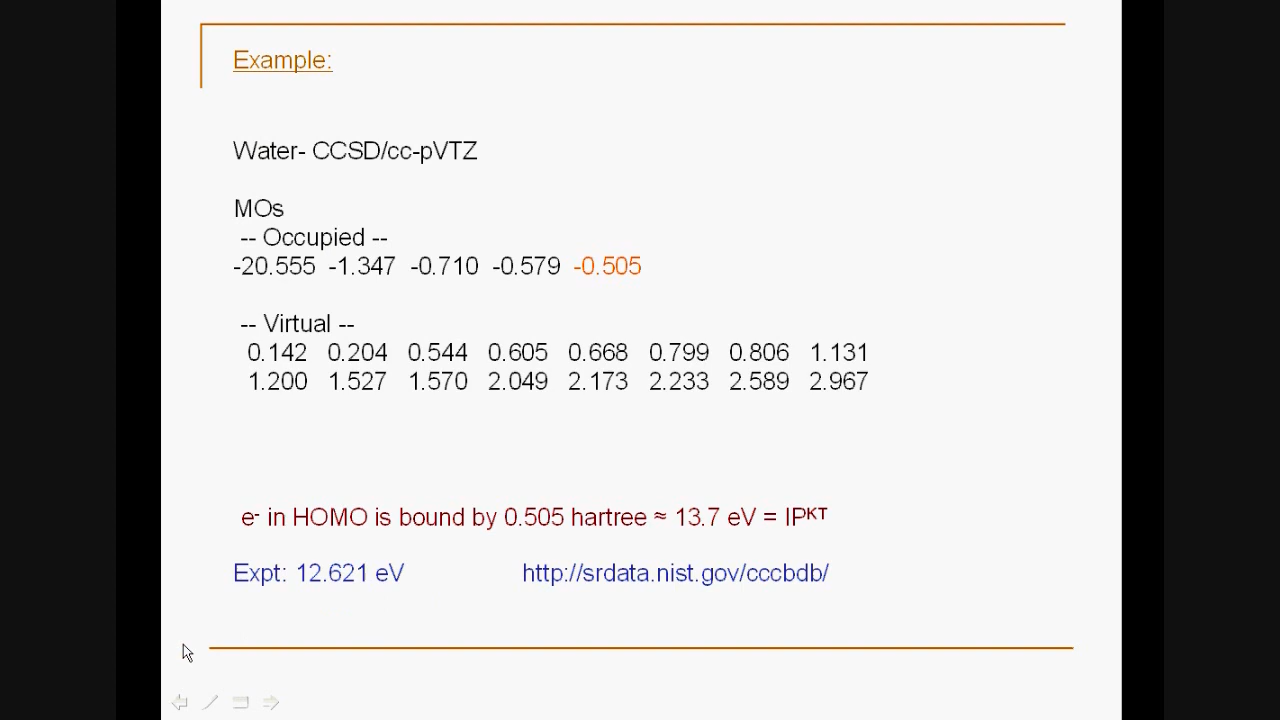 Example:
Water- CCSD/cc-pVTZ
MOs
-- Occupied --
-20.555 -1.347 -0.710 -0.579 -0.505
-- Virtual --
0.142 0.204 0.544 0.605 0.668 0.799 0.806 1.131
1.200 1.527 1.570 2.049 2.173 2.233 2.589 2.967
e⁻ in HOMO is bound by 0.505 hartree ≈ 13.7 eV = IPᴷᵀ
Expt: 12.621 eV http://srdata.nist.gov/cccbdb/